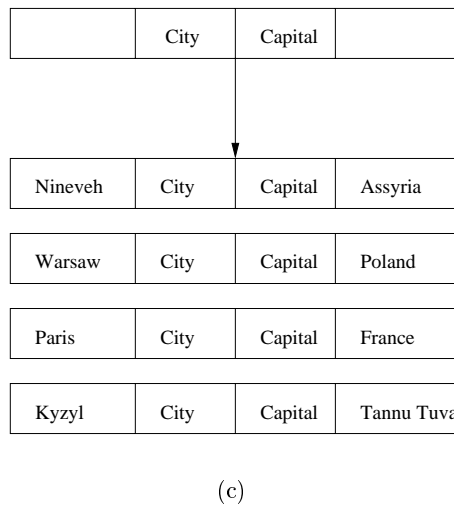 City Capital
Nineveh City Capital Assyria
Warsaw City Capital Poland
Paris City Capital France
Kyzyl City Capital Tannu Tuva
(c)